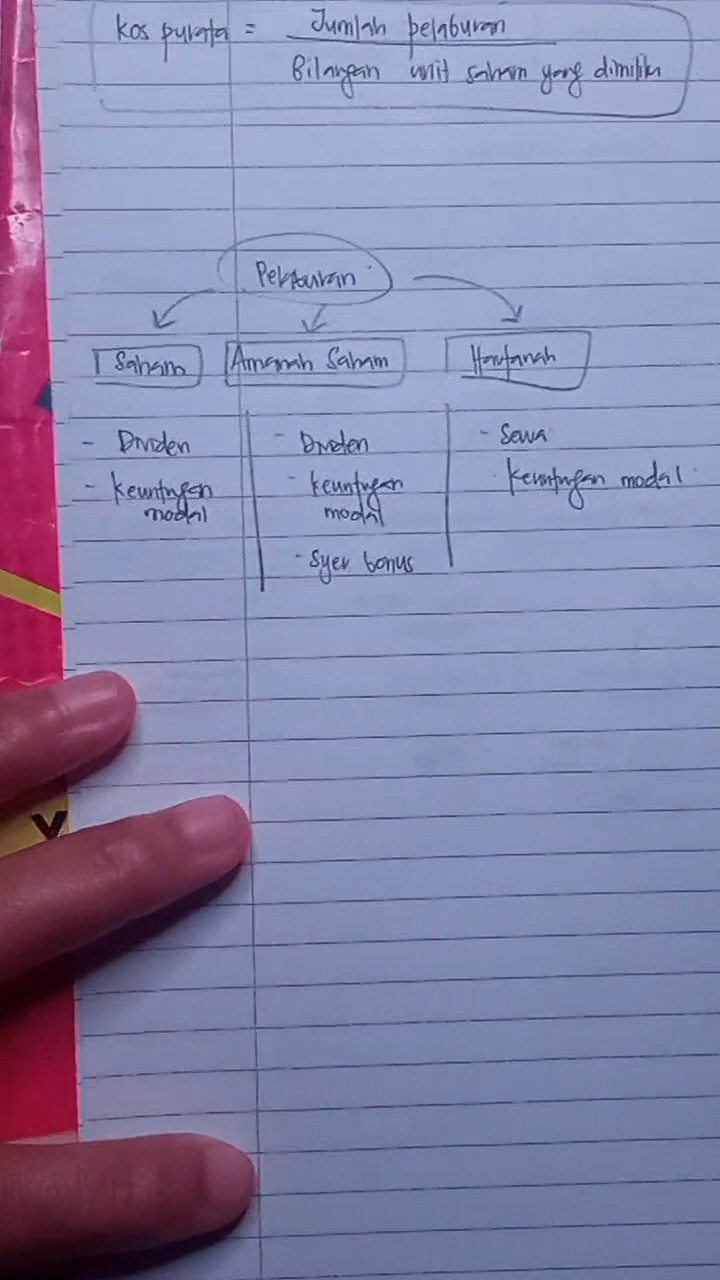 Kos purata = Jumlah pelaburan
Bilangan unit saham yang dimiliki
Pelaburan
Saham Amanah Saham Hartanah
- Dividen - Dividen - Sewa
- Keuntungan - Keuntungan Keuntungan modal
modal modal
- Syer bonus